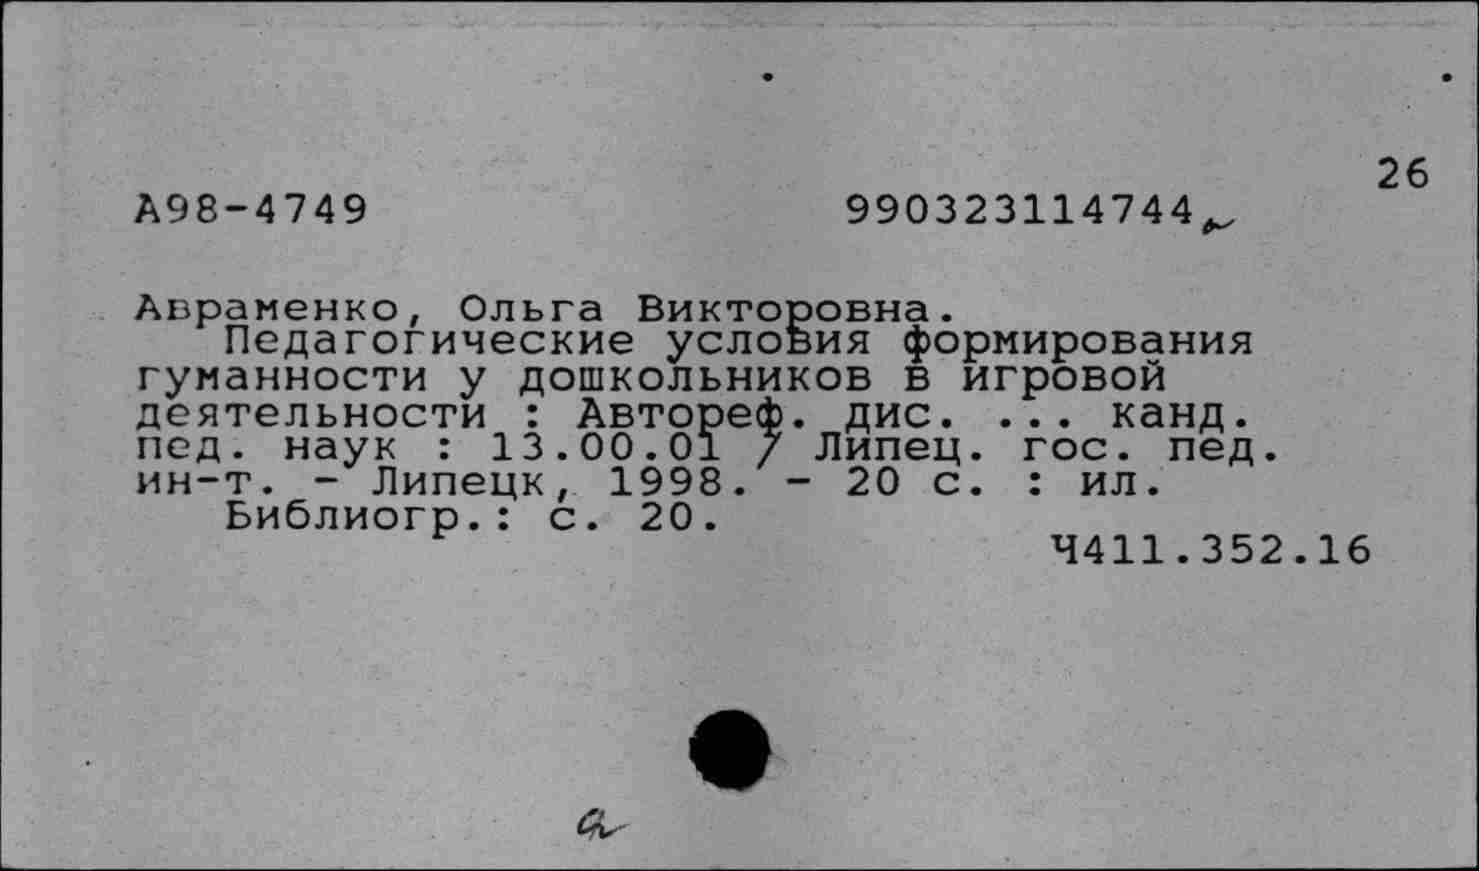 26
А98-4749 990323114744
Авраменко, Ольга Викторовна.
Педагогические условия формирования
гуманности у дошкольников в игровой
деятельности : Автореф. дис. ... канд.
пед. наук : 13.00.01 / Липец. гос. пед.
ин-т. - Липецк, 1998. - 20 с. : ил.
Библиогр.: с. 20.
Ч411.352.16